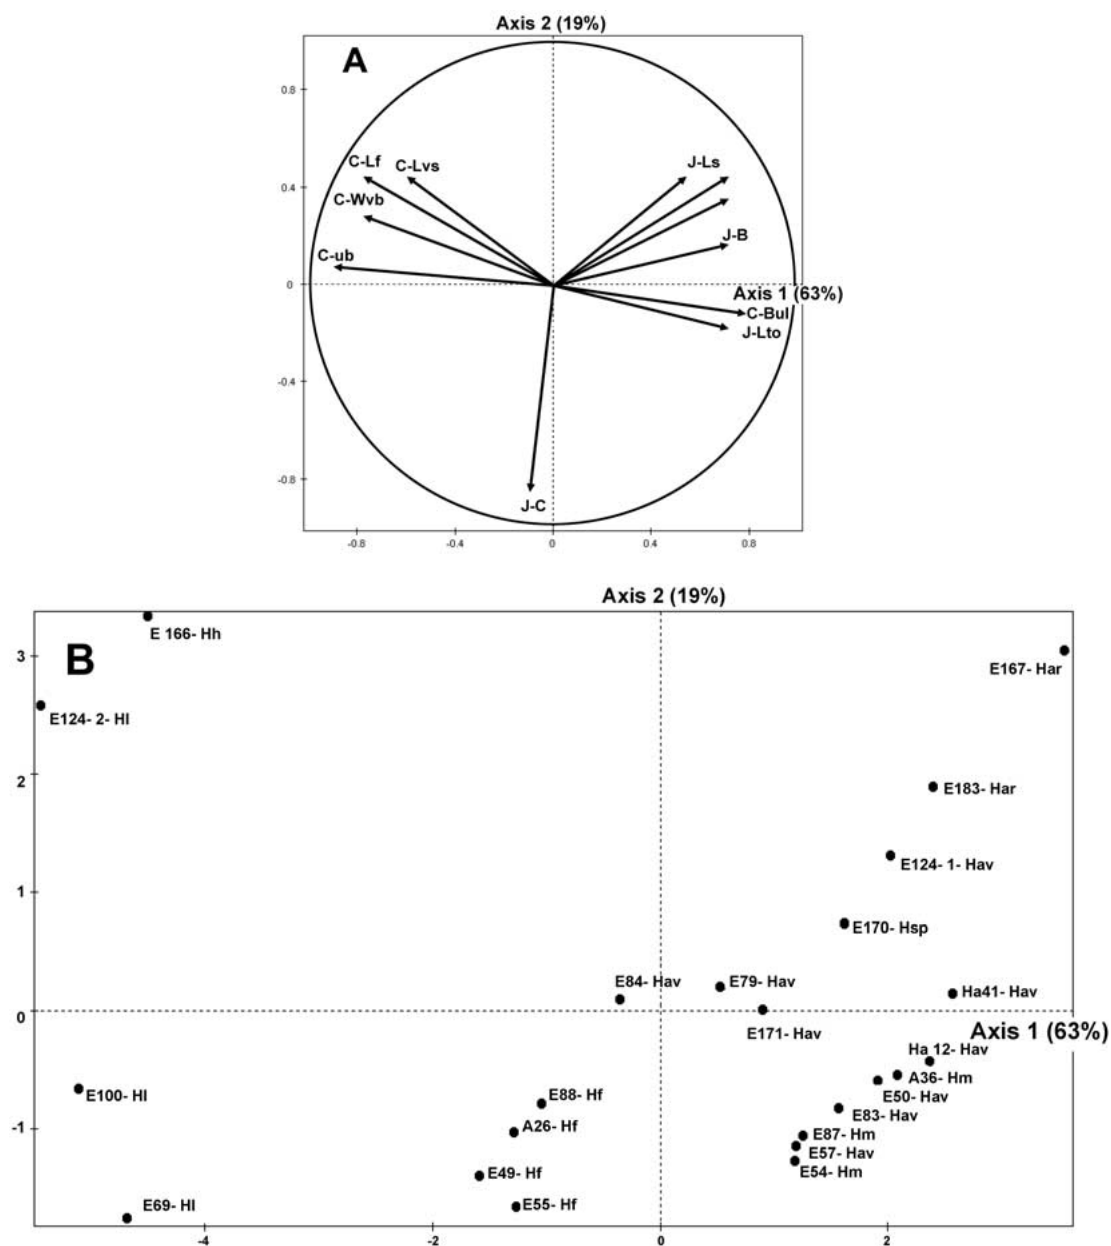 Axis 2 (19%)
A
0.8
C-Lf
C-Lvs
J-Ls
0.4
C-Wvb
J-B
C-ub
0
Axis 1 (63%)
C-Bul
J-Lto
-0.4
-0.8
J-C
-0.8
-0.4
0
0.4
0.8
Axis 2 (19%)
E 166- Hh
B
3
E167- Har
E124- 2- Hl
2
E183- Har
E124- 1- Hav
1
E170- Hsp
E84- Hav
E79- Hav
Ha41- Hav
0
E171- Hav
Axis 1 (63%)
Ha 12- Hav
A36- Hm
E100- Hl
E88- Hf
E50- Hav
E83- Hav
-1
A26- Hf
E87- Hm
E57- Hav
E49- Hf
E54- Hm
E69- Hl
E55- Hf
-4
-2
0
2